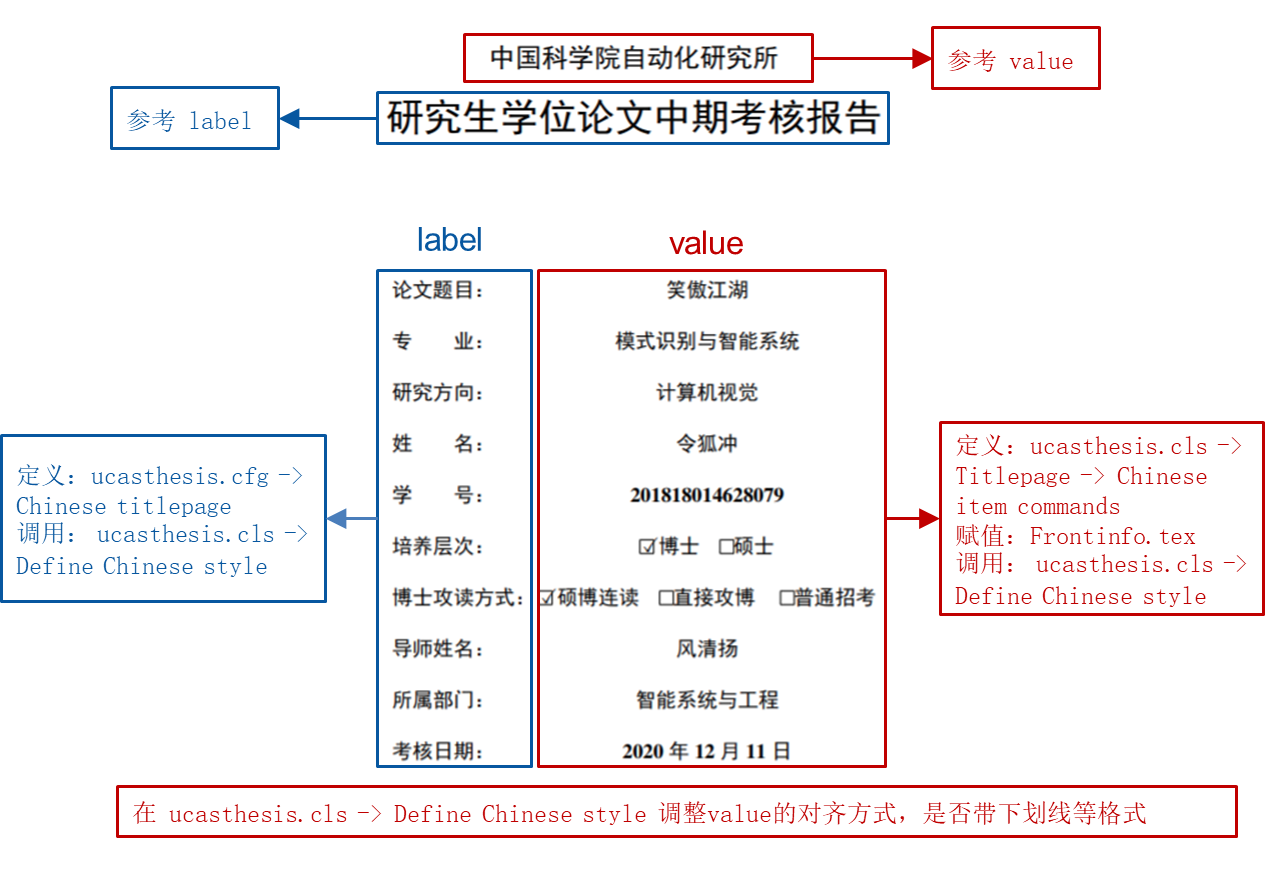 中国科学院自动化研究所
参考 value
参考 label
研究生学位论文中期考核报告
label
value
论文题目： 笑傲江湖
专 业： 模式识别与智能系统
研究方向： 计算机视觉
姓 名： 令狐冲
学 号： 201818014628079
培养层次： ☑博士 □硕士
博士攻读方式：☑硕博连读 □直接攻博 □普通招考
导师姓名： 风清扬
所属部门： 智能系统与工程
考核日期： 2020 年 12 月 11 日
定义：ucasthesis.cfg ->
Chinese titlepage
调用： ucasthesis.cls ->
Define Chinese style
定义：ucasthesis.cls ->
Titlepage -> Chinese
item commands
赋值：Frontinfo.tex
调用： ucasthesis.cls ->
Define Chinese style
在 ucasthesis.cls -> Define Chinese style 调整value的对齐方式，是否带下划线等格式